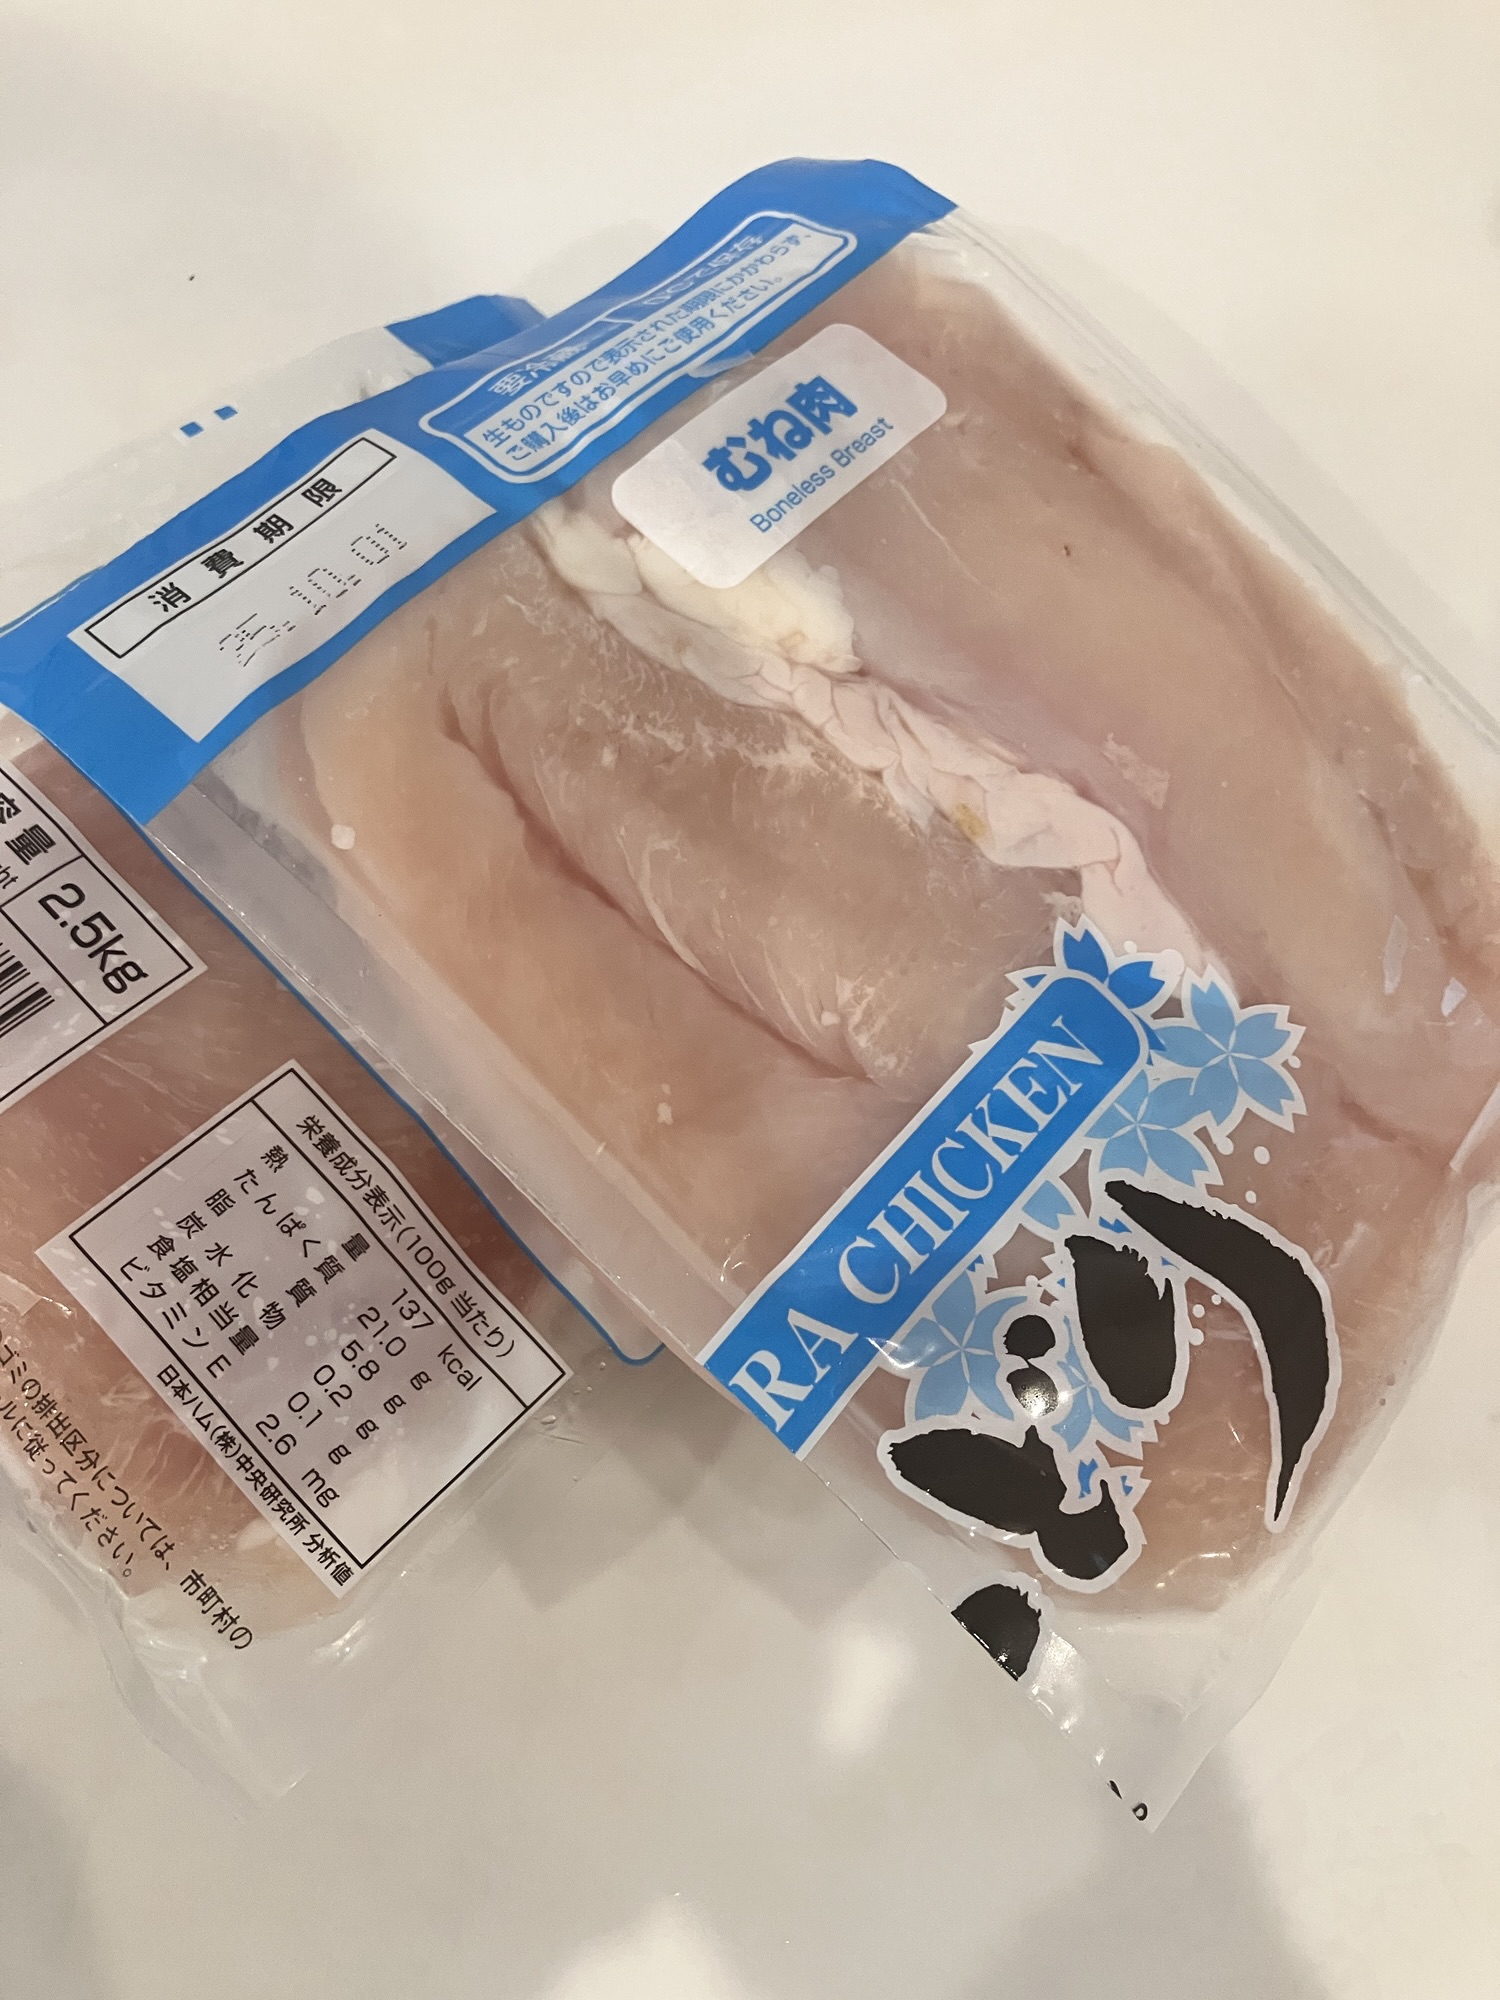 要冷蔵
0℃で保存
生ものですので表示された期限にかかわらず、
ご購入後はお早めにご使用ください。
消費期限
むね肉
Boneless Breast
容量
ht
2.5kg
栄養成分表示(100g当たり)
熱量 137 kcal
たんぱく質 21.0 g
脂質 5.8 g
炭水化物 0.2 g
食塩相当量 0.1 g
ビタミンE 2.6 mg
日本ハム(株)中央研究所 分析値
ゴミの排出区分については、市町村の
ルに従ってください。
RA CHICKEN